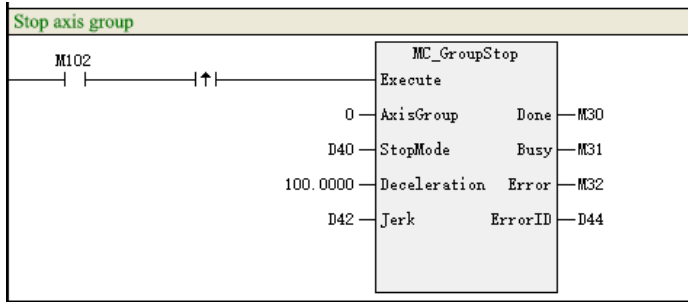 Stop axis group
M102
MC_GroupStop
Execute
0 AxisGroup Done M30
D40 StopMode Busy M31
100.0000 Deceleration Error M32
D42 Jerk ErrorID D44